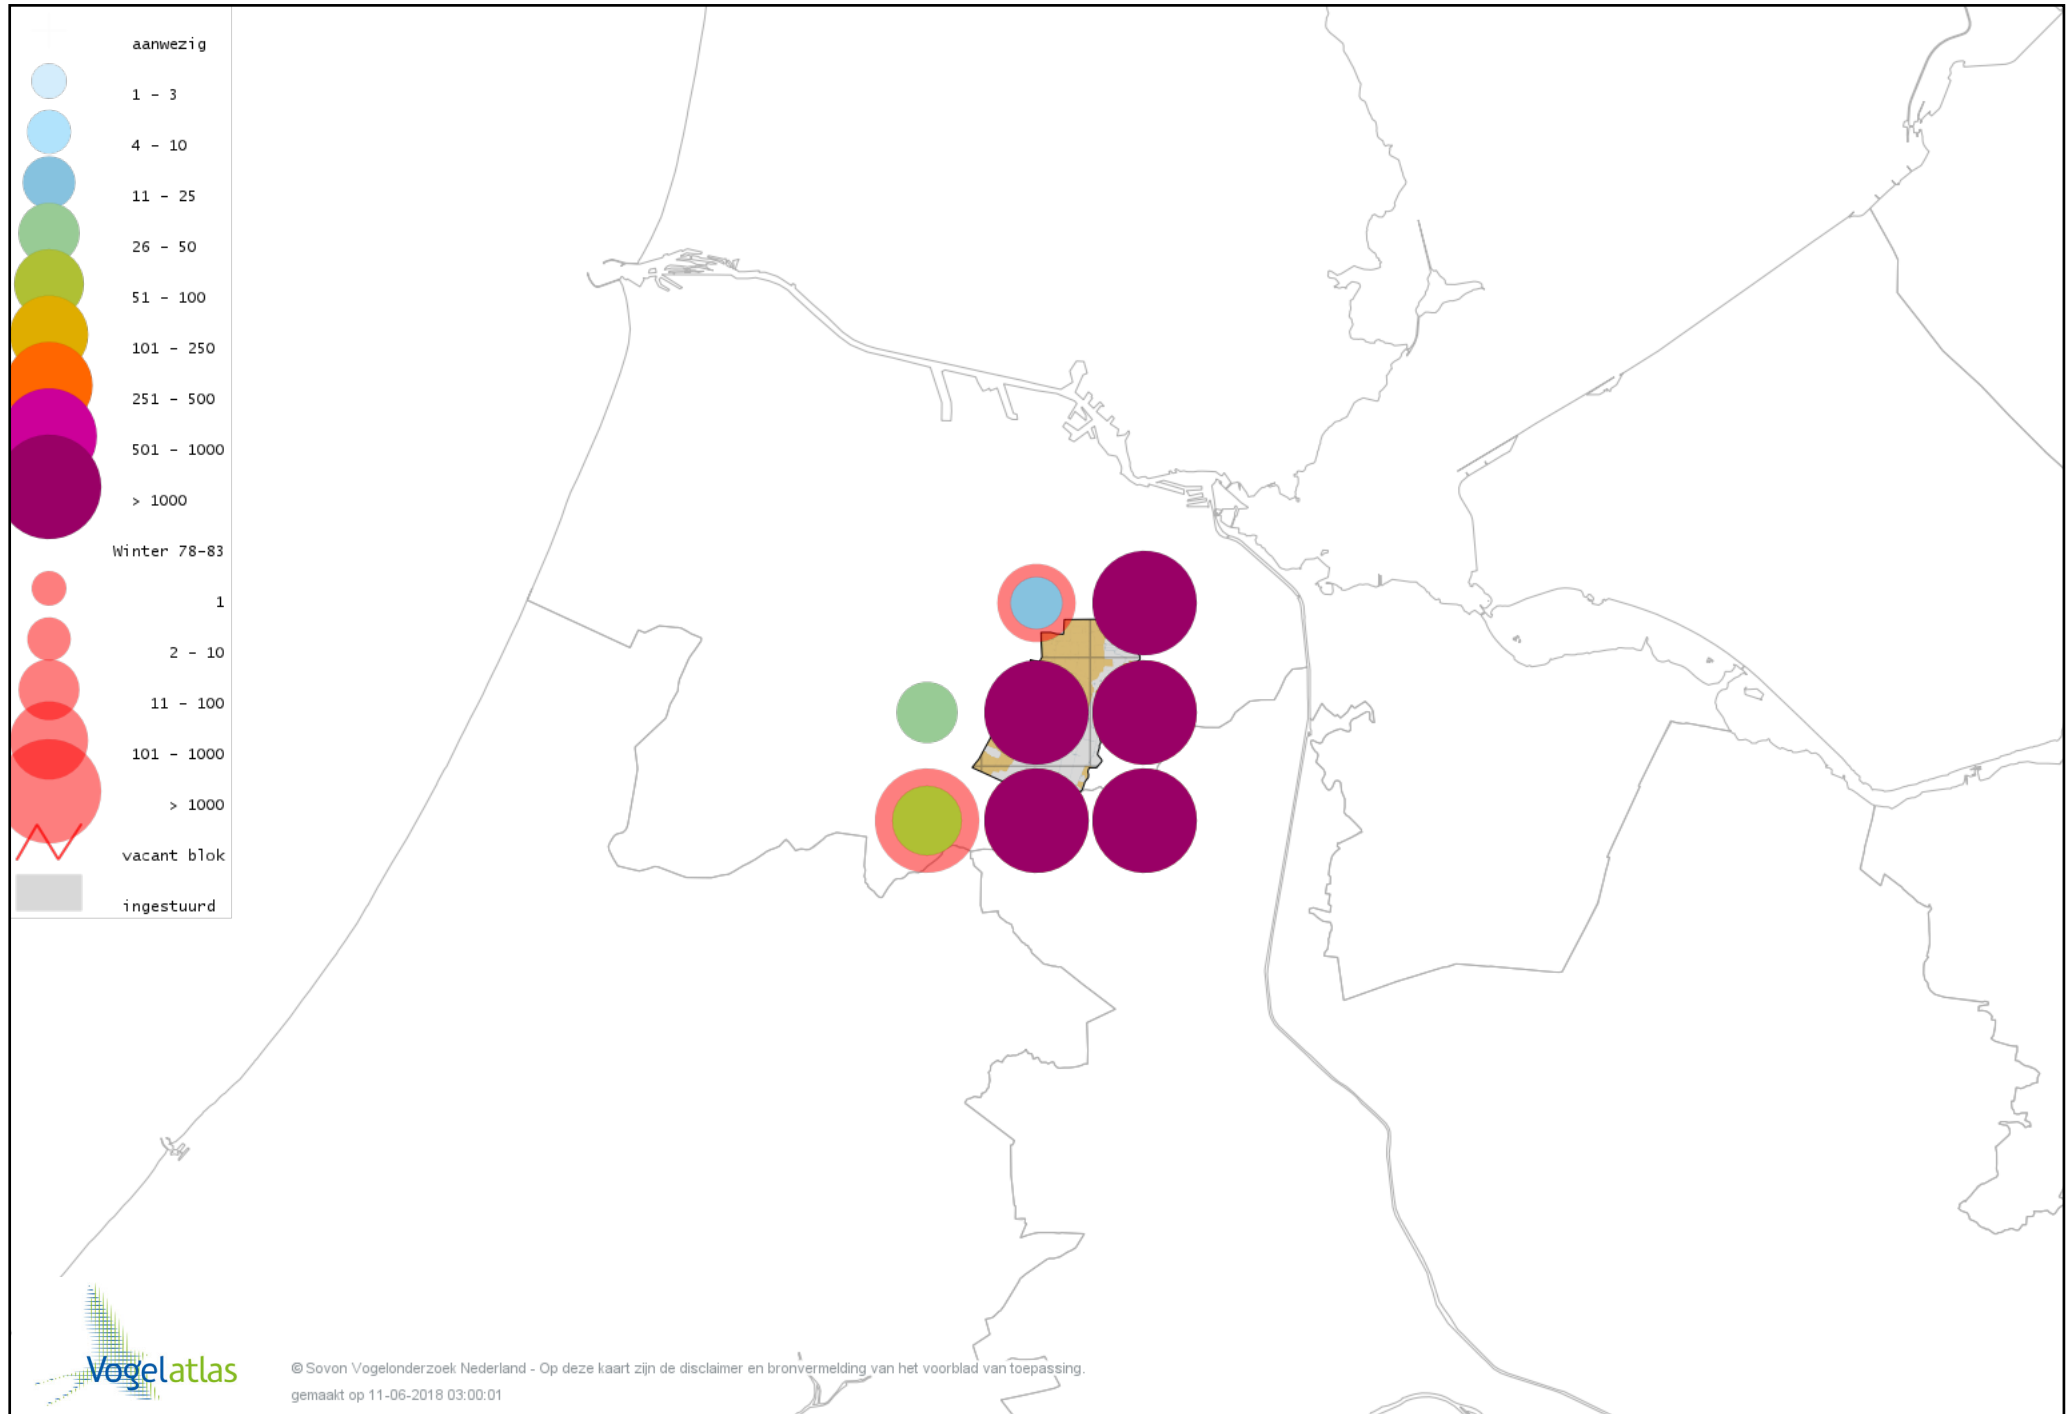 aanwezig
1 - 3
4 - 10
11 - 25
26 - 50
51 - 100
101 - 250
251 - 500
501 - 1000
> 1000
Winter 78-83
1
2 - 10
11 - 100
101 - 1000
> 1000
vacant blok
ingestuurd
Vogelatlas
© Sovon Vogelonderzoek Nederland - Op deze kaart zijn de disclaimer en bronvermelding van het voorblad van toepassing.
gemaakt op 11-06-2018 03:00:01